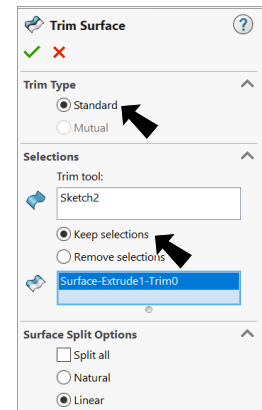 Trim Surface
Trim Type
Standard
Mutual
Selections
Trim tool:
Sketch2
Keep selections
Remove selections
Surface-Extrude1-Trim0
Surface Split Options
Split all
Natural
Linear